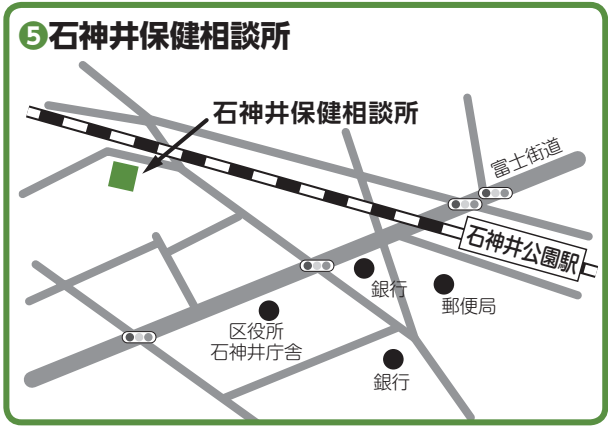 ❺石神井保健相談所
石神井保健相談所
富士街道
石神井公園駅
銀行
郵便局
区役所
石神井庁舎
銀行